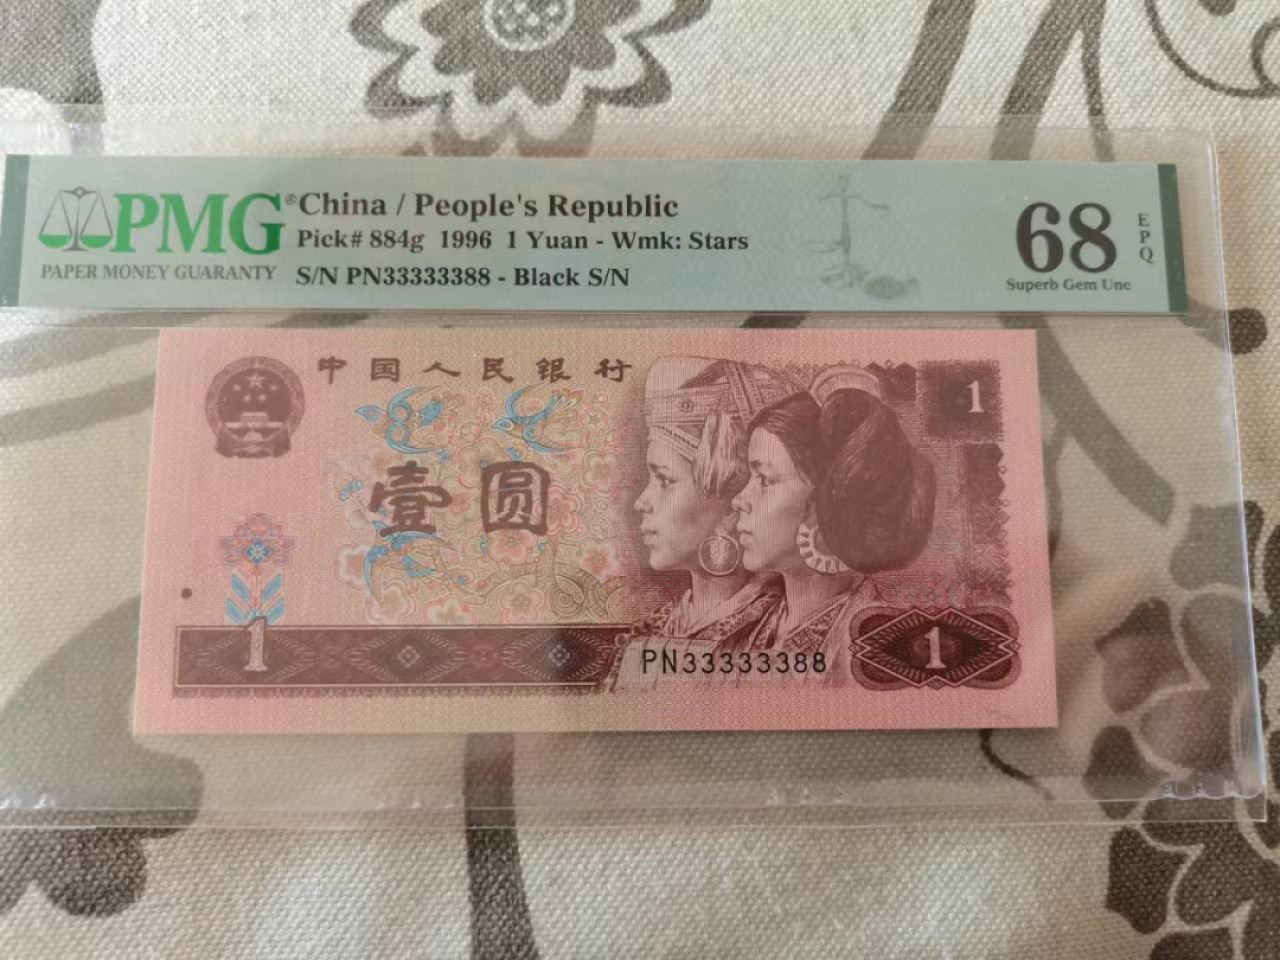 PMG® China / People's Republic
Pick# 884g 1996 1 Yuan - Wmk: Stars
PAPER MONEY GUARANTY S/N PN33333388 - Black S/N
68 EPQ
Superb Gem Unc
中国人民银行
1
壹圆
1
PN33333388
1